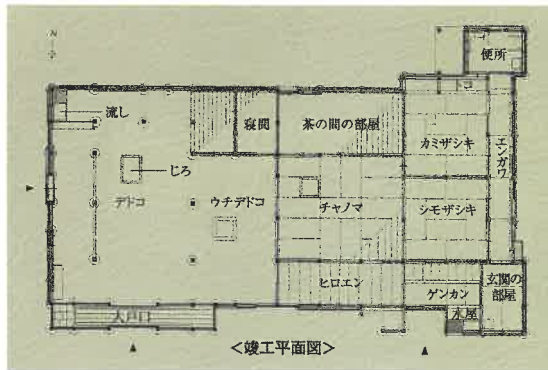 N
便所
流し
寝間
茶の間の部屋
カミザシキ
エンガワ
じろ
デドコ
ウチデドコ
チャノマ
シモザシキ
ヒロエン
ゲンカン
玄関の
部屋
大戸口
水屋
<竣工平面図>